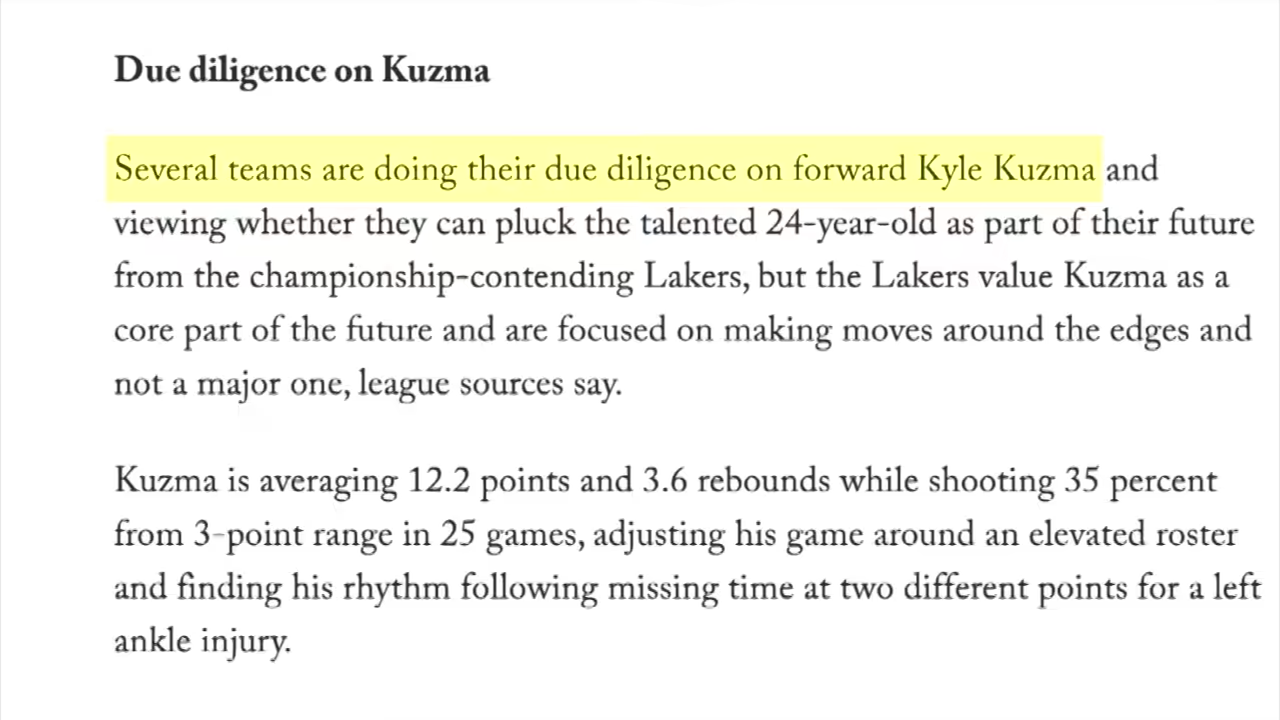 Due diligence on Kuzma
Several teams are doing their due diligence on forward Kyle Kuzma and
viewing whether they can pluck the talented 24-year-old as part of their future
from the championship-contending Lakers, but the Lakers value Kuzma as a
core part of the future and are focused on making moves around the edges and
not a major one, league sources say.
Kuzma is averaging 12.2 points and 3.6 rebounds while shooting 35 percent
from 3-point range in 25 games, adjusting his game around an elevated roster
and finding his rhythm following missing time at two different points for a left
ankle injury.